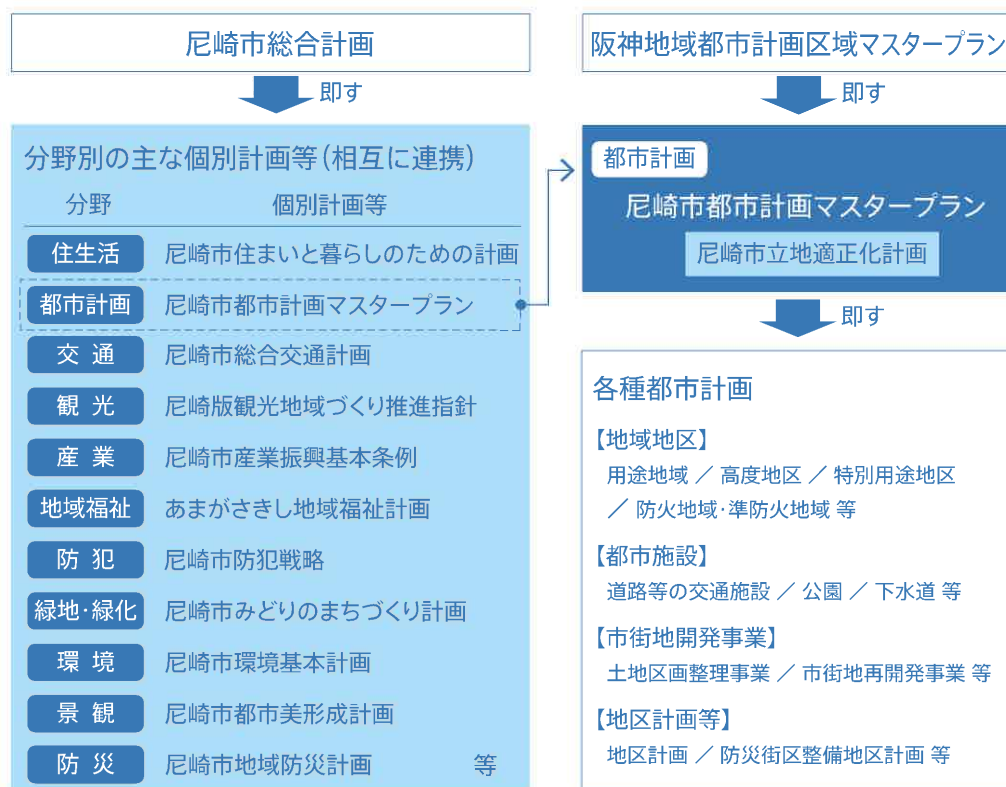 尼崎市総合計画
即す
分野別の主な個別計画等(相互に連携)
分野 個別計画等
住生活 尼崎市住まいと暮らしのための計画
都市計画 尼崎市都市計画マスタープラン
交通 尼崎市総合交通計画
観光 尼崎版観光地域づくり推進指針
産業 尼崎市産業振興基本条例
地域福祉 あまがさきし地域福祉計画
防犯 尼崎市防犯戦略
緑地・緑化 尼崎市みどりのまちづくり計画
環境 尼崎市環境基本計画
景観 尼崎市都市美形成計画
防災 尼崎市地域防災計画 等
阪神地域都市計画区域マスタープラン
即す
都市計画
尼崎市都市計画マスタープラン
尼崎市立地適正化計画
即す
各種都市計画
【地域地区】
用途地域 ／ 高度地区 ／ 特別用途地区
／ 防火地域・準防火地域 等
【都市施設】
道路等の交通施設 ／ 公園 ／ 下水道 等
【市街地開発事業】
土地区画整理事業 ／ 市街地再開発事業 等
【地区計画等】
地区計画 ／ 防災街区整備地区計画 等